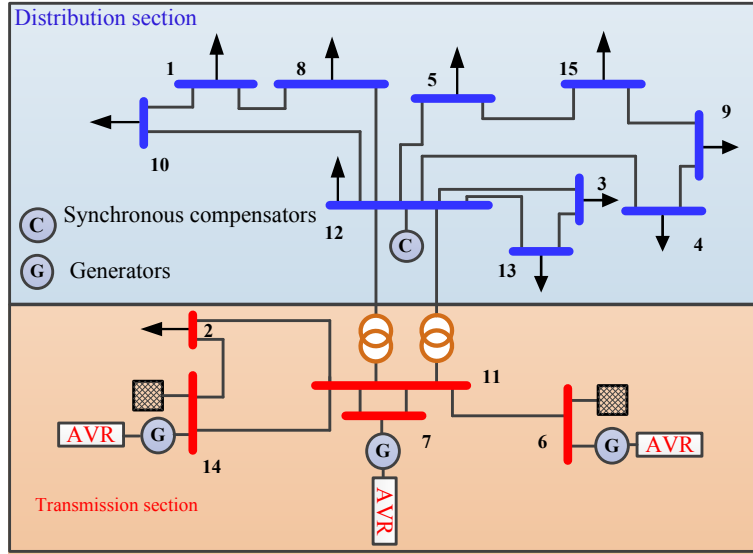 Distribution section
1
8
5
15
9
10
12
3
4
13
C
C Synchronous compensators
G Generators
2
11
14
7
6
G
AVR
G
AVR
G
AVR
Transmission section